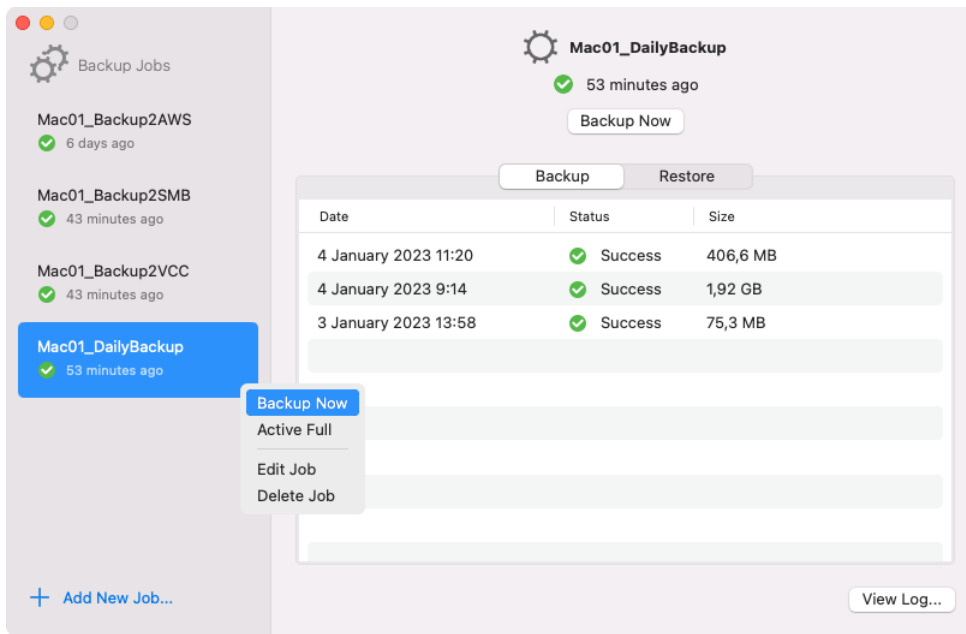 Backup Jobs
Mac01_Backup2AWS
6 days ago
Mac01_Backup2SMB
43 minutes ago
Mac01_Backup2VCC
43 minutes ago
Mac01_DailyBackup
53 minutes ago
Backup Now
Active Full
Edit Job
Delete Job
Add New Job...
Mac01_DailyBackup
53 minutes ago
Backup Now
Backup Restore
Date Status Size
4 January 2023 11:20 Success 406,6 MB
4 January 2023 9:14 Success 1,92 GB
3 January 2023 13:58 Success 75,3 MB
View Log...